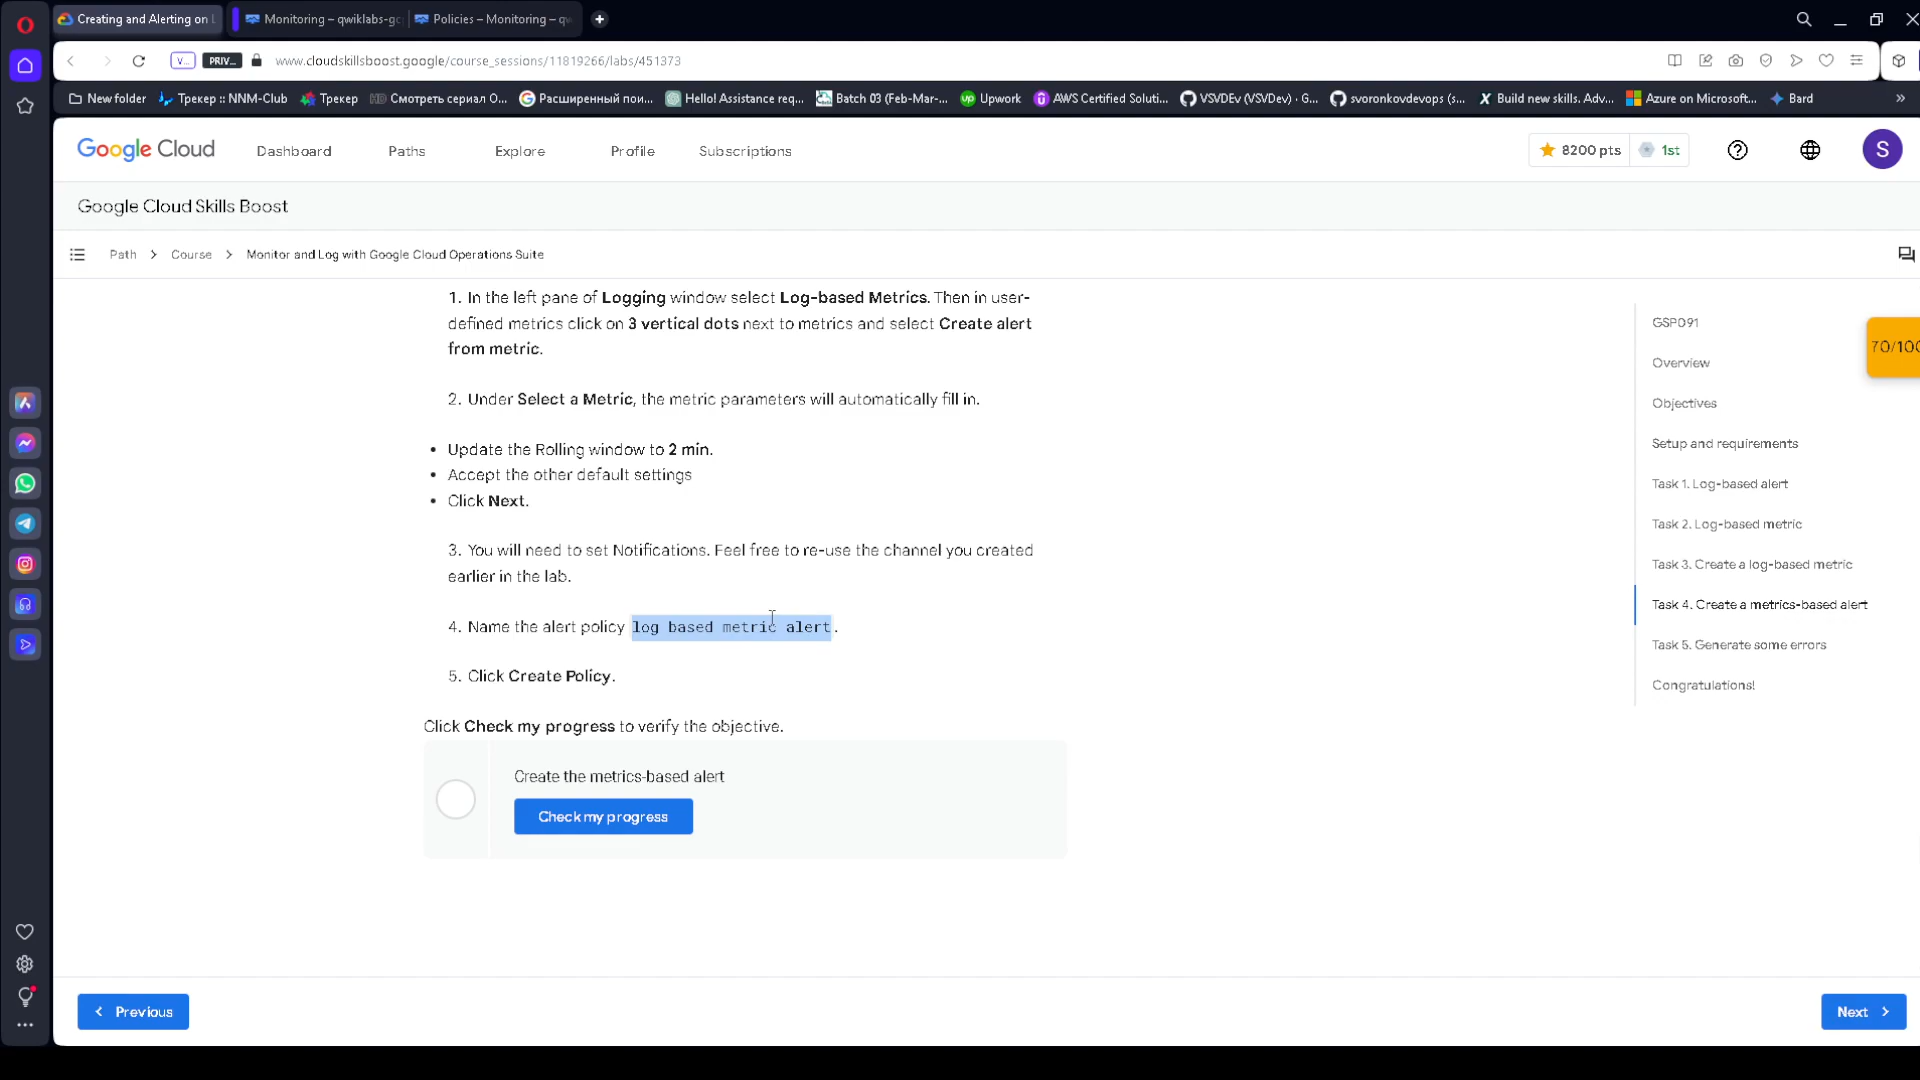 Creating and Alerting on L
Monitoring – qwiklabs-gc
Policies – Monitoring – qw
V...
PRIV...
www.cloudskillsboost.google/course_sessions/11819266/labs/451373
New folder
Трекер :: NNM-Club
Трекер
HD Смотреть сериал О...
Расширенный пои...
Hello! Assistance req...
Batch 03 (Feb-Mar-...
up Upwork
AWS Certified Soluti...
VSVDEv (VSVDev) · G...
svoronkovdevops (s...
Build new skills. Adv...
Azure on Microsoft...
Bard
Google Cloud
Dashboard
Paths
Explore
Profile
Subscriptions
8200 pts
1st
S
Google Cloud Skills Boost
Path > Course > Monitor and Log with Google Cloud Operations Suite
1. In the left pane of Logging window select Log-based Metrics. Then in user-
defined metrics click on 3 vertical dots next to metrics and select Create alert
from metric.
2. Under Select a Metric, the metric parameters will automatically fill in.
• Update the Rolling window to 2 min.
• Accept the other default settings
• Click Next.
3. You will need to set Notifications. Feel free to re-use the channel you created
earlier in the lab.
4. Name the alert policy log based metric alert.
5. Click Create Policy.
Click Check my progress to verify the objective.
Create the metrics-based alert
Check my progress
GSP091
Overview
Objectives
Setup and requirements
Task 1. Log-based alert
Task 2. Log-based metric
Task 3. Create a log-based metric
Task 4. Create a metrics-based alert
Task 5. Generate some errors
Congratulations!
70/100
Previous
Next